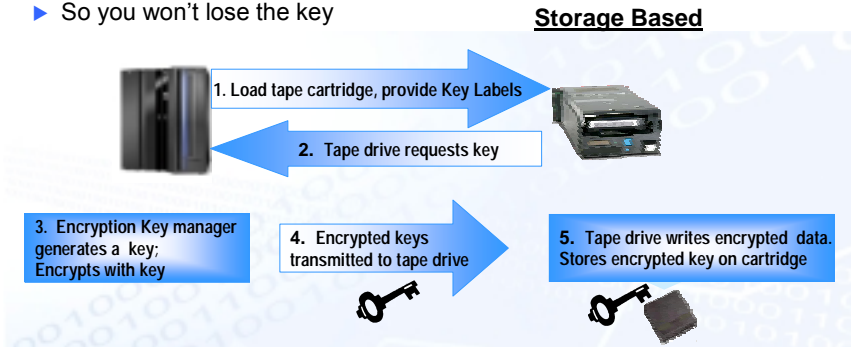 So you won't lose the key
Storage Based
1. Load tape cartridge, provide Key Labels
2. Tape drive requests key
3. Encryption Key manager
generates a key;
Encrypts with key
4. Encrypted keys
transmitted to tape drive
5. Tape drive writes encrypted data.
Stores encrypted key on cartridge